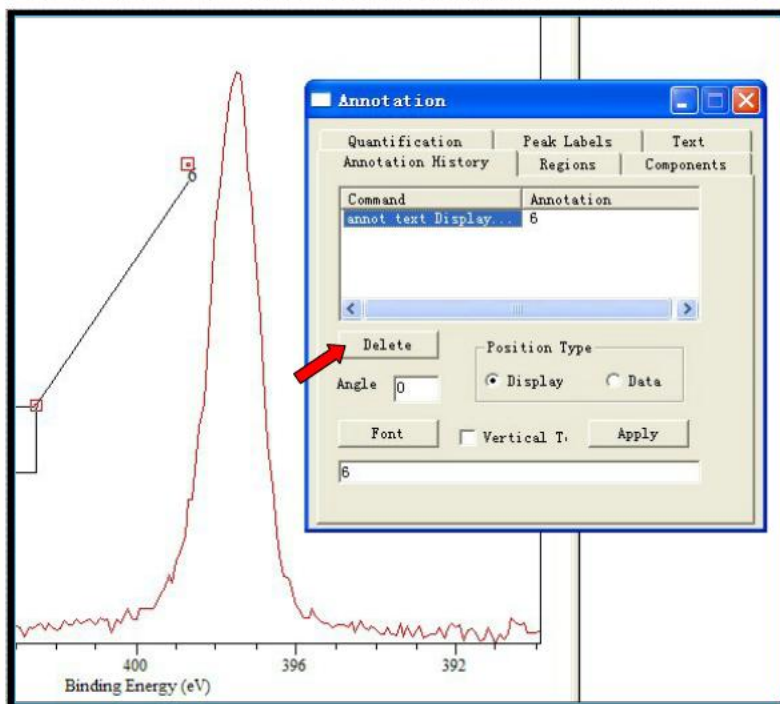 6
Annotation
Quantification Peak Labels Text
Annotation History Regions Components
Command Annotation
annot text Display... 6
Delete
Position Type
Angle 0
Display Data
Font Vertical T Apply
6
400 396 392
Binding Energy (eV)